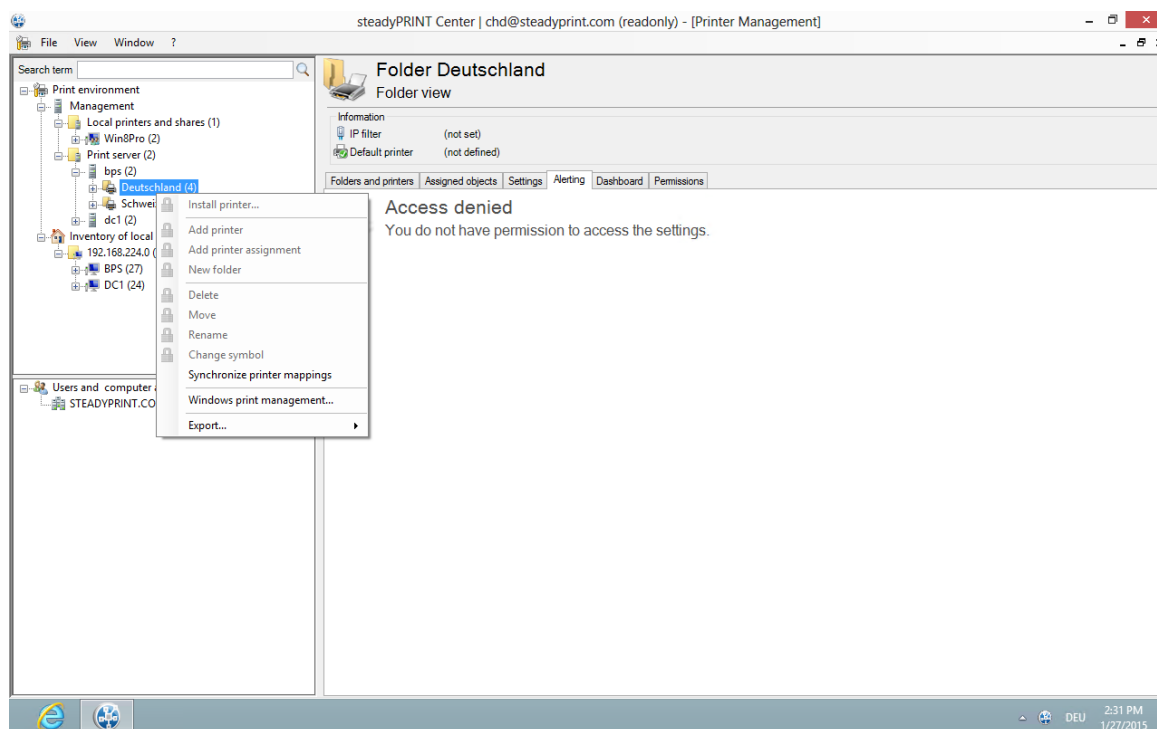 steadyPRINT Center | chd@steadyprint.com (readonly) - [Printer Management]
File View Window ?
Search term
Print environment
Management
Local printers and shares (1)
Win8Pro (2)
Print server (2)
bps (2)
Deutschland (4)
Schwei
dc1 (2)
Inventory of local
192.168.224.0 (
BPS (27)
DC1 (24)
Users and computer
STEADYPRINT.CO
Install printer...
Add printer
Add printer assignment
New folder
Delete
Move
Rename
Change symbol
Synchronize printer mappings
Windows print management...
Export...
Folder Deutschland
Folder view
Information
IP filter (not set)
Default printer (not defined)
Folders and printers Assigned objects Settings Alerting Dashboard Permissions
Access denied
You do not have permission to access the settings.
DEU 2:31 PM
1/27/2015